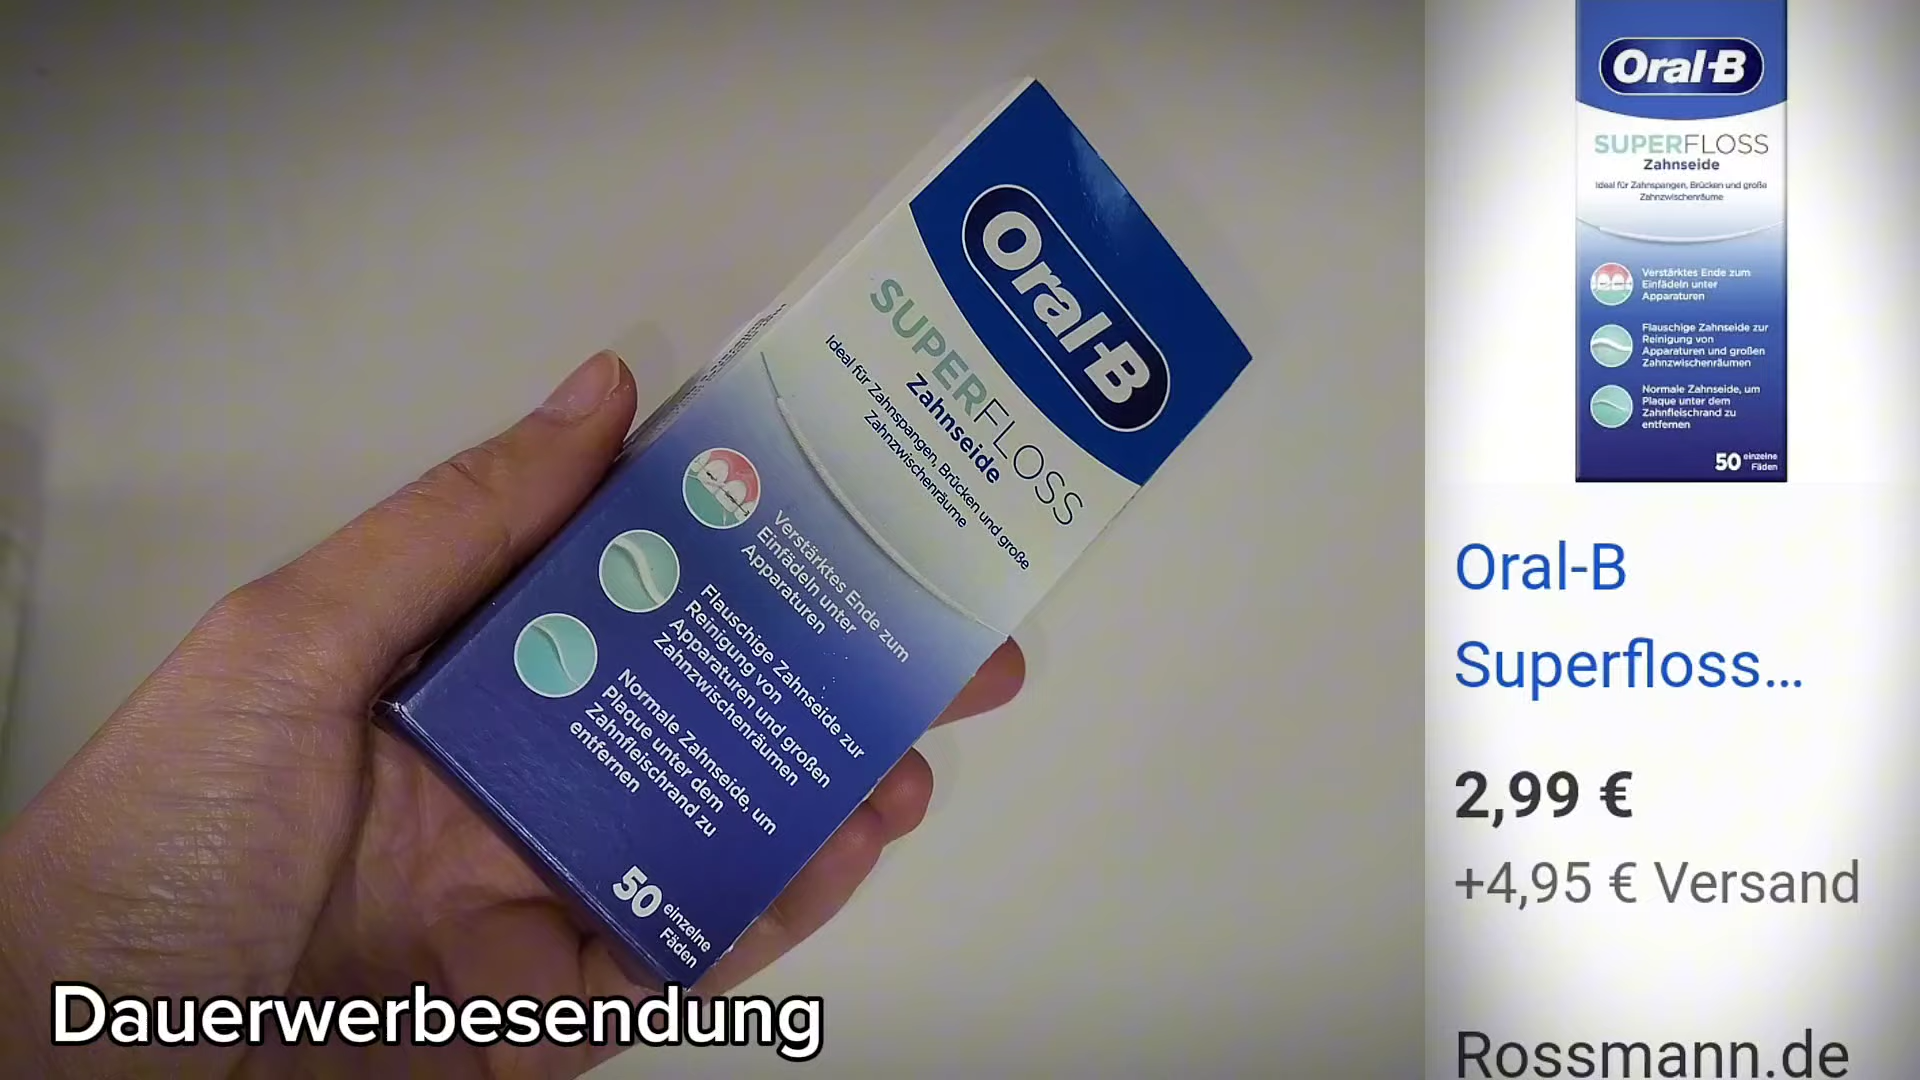 Oral-B
SUPERFLOSS
Zahnseide
Ideal für Zahnspangen, Brücken und große
Zahnzwischenräume
Verstärktes Ende zum
Einfädeln unter
Apparaturen
Flauschige Zahnseide zur
Reinigung von
Apparaturen und großen
Zahnzwischenräumen
Normale Zahnseide, um
Plaque unter dem
Zahnfleischrand zu
entfernen
50 einzelne
Fäden
Dauerwerbesendung
Oral-B
SUPERFLOSS
Zahnseide
Ideal für Zahnspangen, Brücken und große
Zahnzwischenräume
Verstärktes Ende zum
Einfädeln unter
Apparaturen
Flauschige Zahnseide zur
Reinigung von
Apparaturen und großen
Zahnzwischenräumen
Normale Zahnseide, um
Plaque unter dem
Zahnfleischrand zu
entfernen
50 einzelne
Fäden
Oral-B
Superfloss...
2,99 €
+4,95 € Versand
Rossmann.de